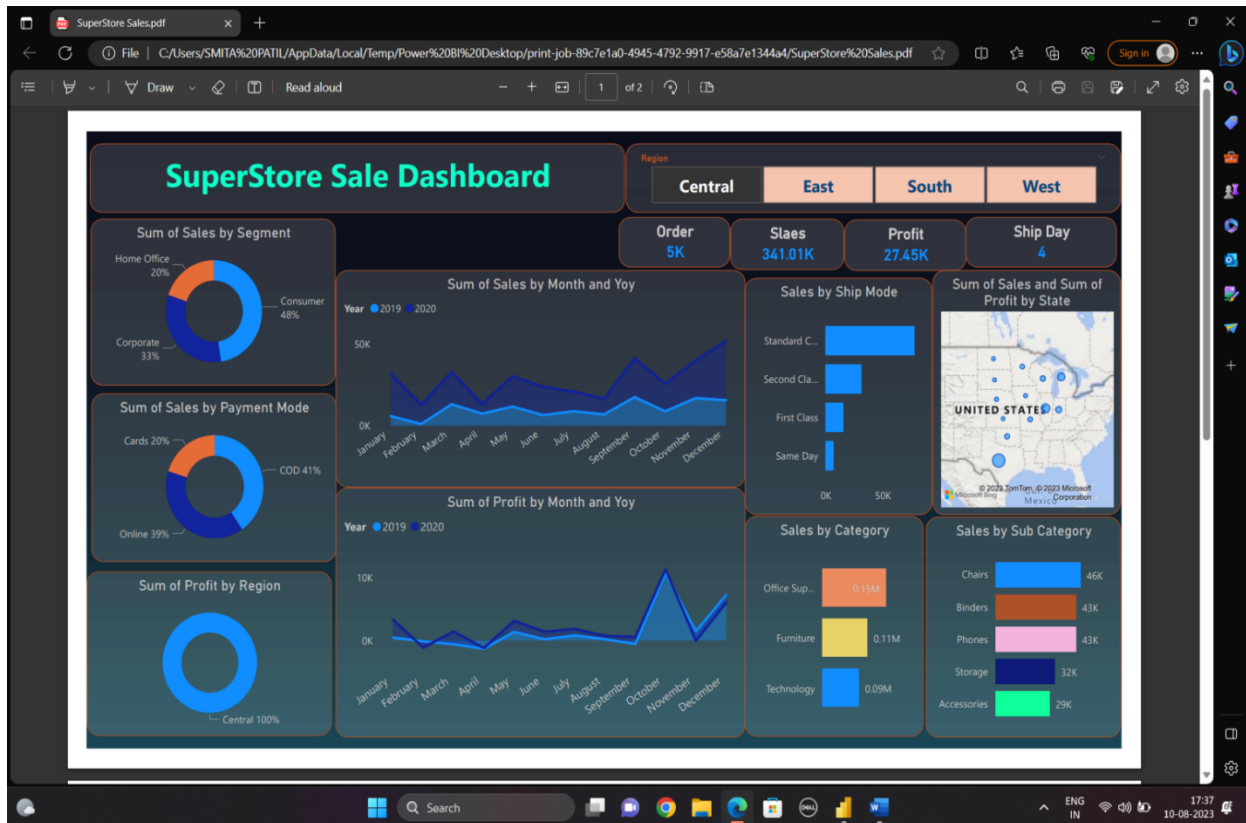 SuperStore Sales.pdf
File
C:/Users/SMITA%20PATIL/AppData/Local/Temp/Power%20BI%20Desktop/print-job-89c7e1a0-4945-4792-9917-e58a7e1344a4/SuperStore%20Sales.pdf
Sign in
Draw
Read aloud
1 of 2
SuperStore Sale Dashboard
Region
Central East South West
Order
5K
Slaes
341.01K
Profit
27.45K
Ship Day
4
Sum of Sales by Segment
Home Office
20%
Consumer
48%
Corporate
33%
Sum of Sales by Month and Yoy
Year 2019 2020
50K
0K
January February March April May June July August September October November December
Sales by Ship Mode
Standard C...
Second Cla...
First Class
Same Day
0K 50K
Sum of Sales and Sum of
Profit by State
UNITED STATES
© 2023 TomTom, © 2023 Microsoft
Corporation
Microsoft Bing
Mexico
Sum of Sales by Payment Mode
Cards 20%
COD 41%
Online 39%
Sum of Profit by Month and Yoy
Year 2019 2020
10K
0K
January February March April May June July August September October November December
Sales by Category
Office Sup... 0.15M
Furniture 0.11M
Technology 0.09M
Sales by Sub Category
Chairs 46K
Binders 43K
Phones 43K
Storage 32K
Accessories 29K
Sum of Profit by Region
Central 100%
Search
DELL
ENG
IN
17:37
10-08-2023